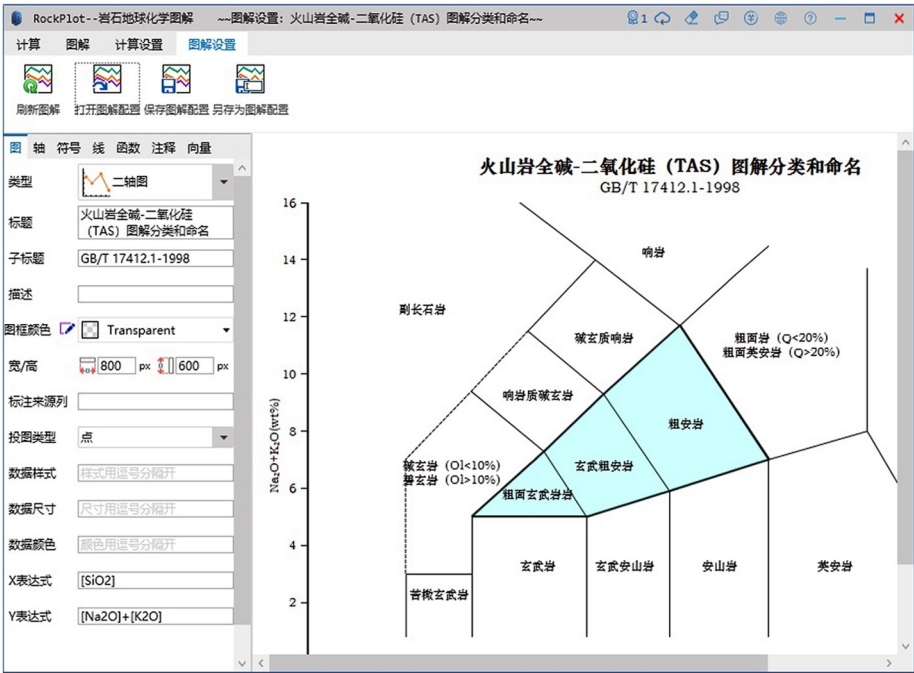 RockPlot--岩石地球化学图解 ~~图解设置：火山岩全碱-二氧化硅（TAS）图解分类和命名~~ 1
计算 图解 计算设置 图解设置
刷新图解 打开图解配置 保存图解配置 另存为图解配置
图 轴 符号 线 函数 注释 向量
类型 二轴图
标题 火山岩全碱-二氧化硅
（TAS）图解分类和命名
子标题 GB/T 17412.1-1998
描述
图框颜色 Transparent
宽/高 800 px 600 px
标注来源列
投图类型 点
数据样式 样式用逗号分隔开
数据尺寸 尺寸用逗号分隔开
数据颜色 颜色用逗号分隔开
X表达式 [SiO2]
Y表达式 [Na2O]+[K2O]
火山岩全碱-二氧化硅（TAS）图解分类和命名
GB/T 17412.1-1998
16
14
12
10
8
6
4
2
Na₂O+K₂O(wt%)
响岩
副长石岩
碱玄质响岩
粗面岩（Q<20%）
粗面英安岩（Q>20%）
响岩质碱玄岩
粗安岩
碱玄岩（Ol<10%）
碧玄岩（Ol>10%）
玄武粗安岩
粗面玄武岩岩
玄武岩
玄武安山岩
安山岩
英安岩
苦橄玄武岩